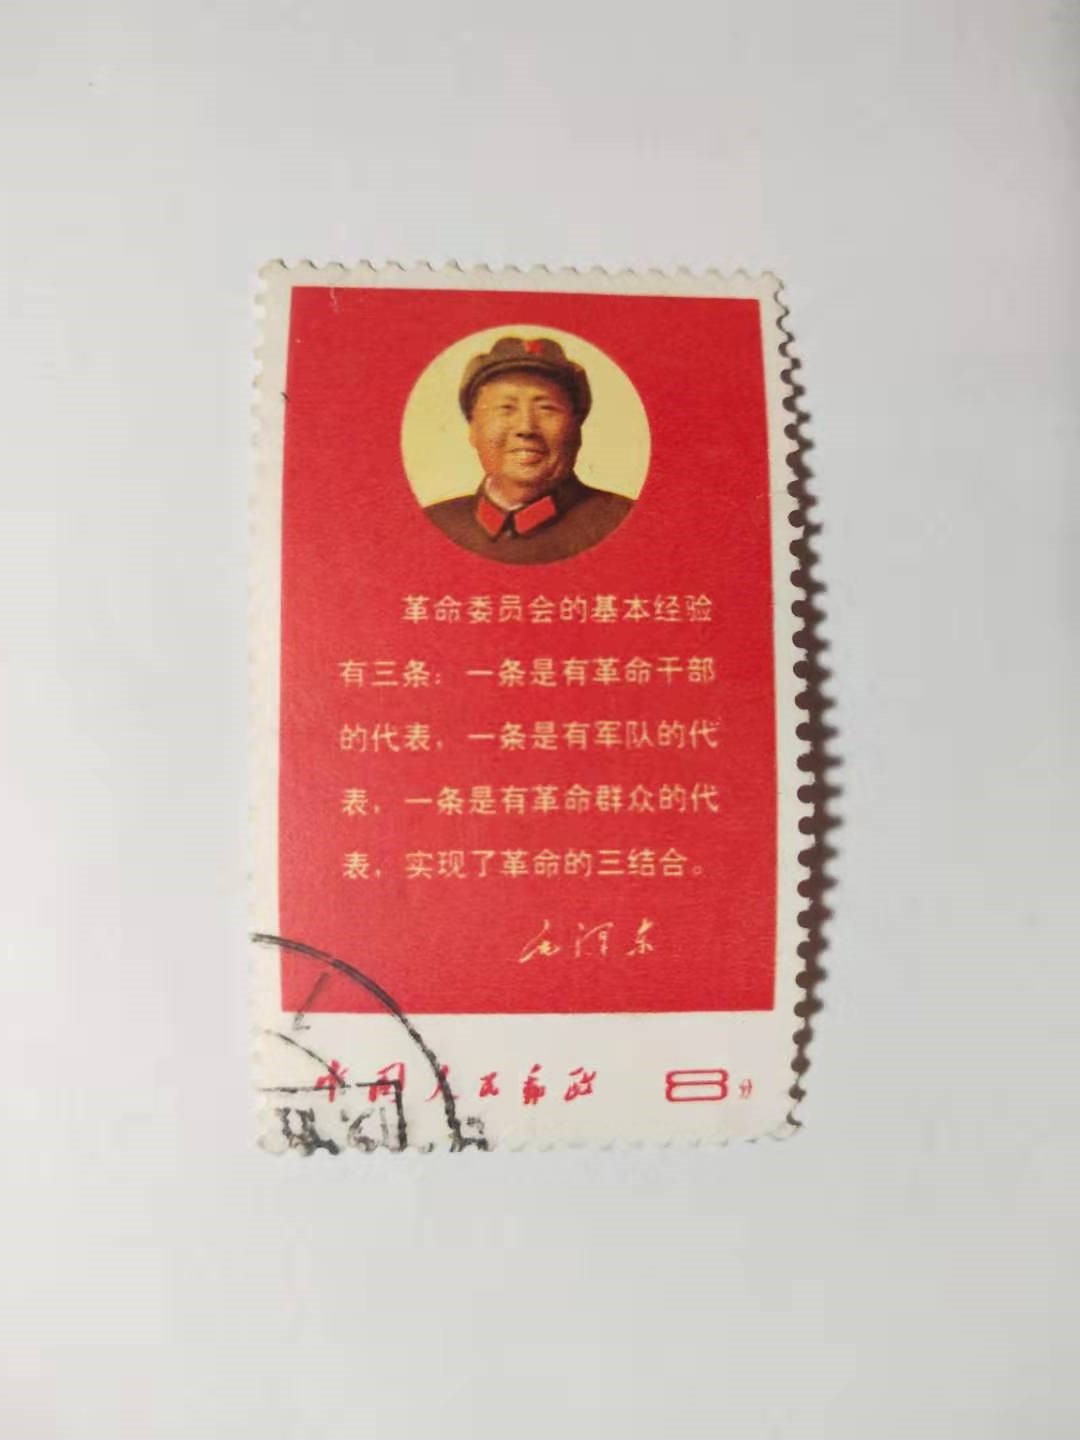 革命委员会的基本经验
有三条：一条是有革命干部
的代表，一条是有军队的代
表，一条是有革命群众的代
表，实现了革命的三结合。
毛泽东
中国人民邮政 8分